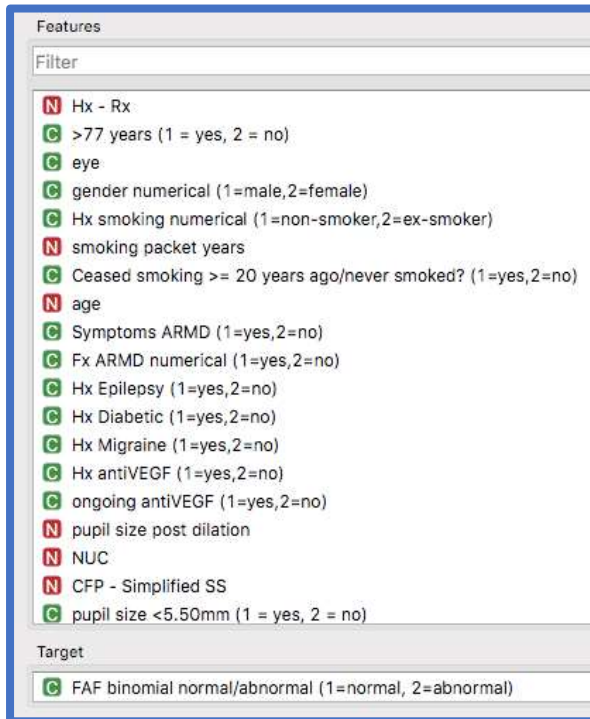 Features
Filter
N Hx - Rx
C >77 years (1 = yes, 2 = no)
C eye
C gender numerical (1=male,2=female)
C Hx smoking numerical (1=non-smoker,2=ex-smoker)
N smoking packet years
C Ceased smoking >= 20 years ago/never smoked? (1=yes,2=no)
N age
C Symptoms ARMD (1=yes,2=no)
C Fx ARMD numerical (1=yes,2=no)
C Hx Epilepsy (1=yes,2=no)
C Hx Diabetic (1=yes,2=no)
C Hx Migraine (1=yes,2=no)
C Hx antiVEGF (1=yes,2=no)
C ongoing antiVEGF (1=yes,2=no)
N pupil size post dilation
N NUC
N CFP - Simplified SS
C pupil size <5.50mm (1 = yes, 2 = no)
Target
C FAF binomial normal/abnormal (1=normal, 2=abnormal)